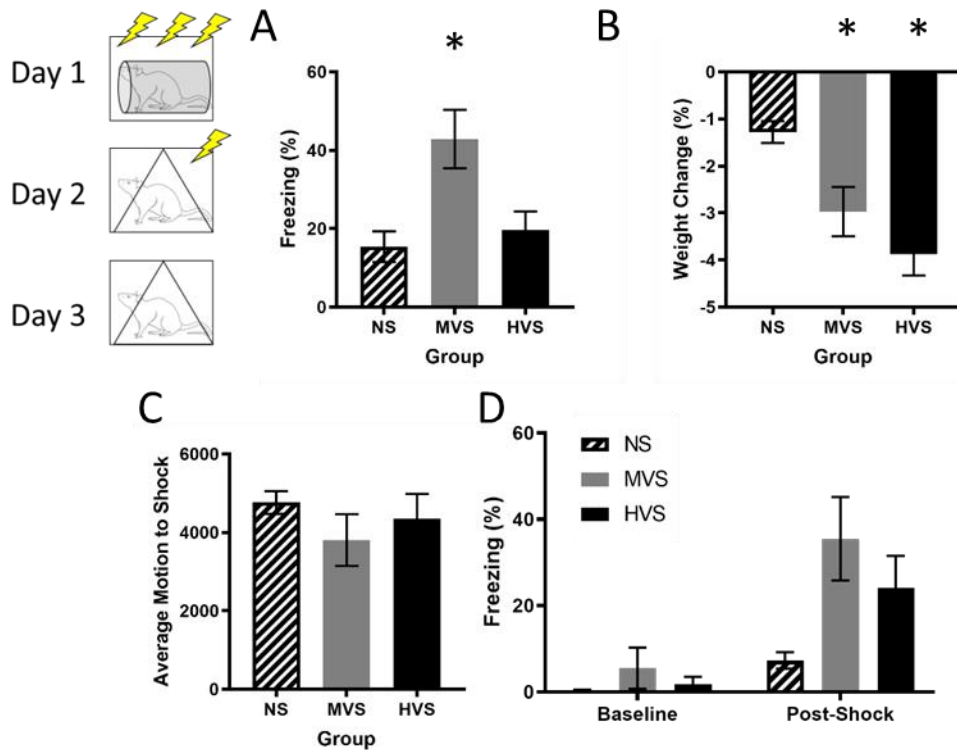 Day 1
Day 2
Day 3
A
*
Freezing (%)
60
40
20
0
NS MVS HVS
Group
B
* *
Weight Change (%)
0
-1
-2
-3
-4
-5
NS MVS HVS
Group
C
Average Motion to Shock
6000
4000
2000
0
NS MVS HVS
Group
D
Freezing (%)
60
40
20
0
NS
MVS
HVS
Baseline Post-Shock